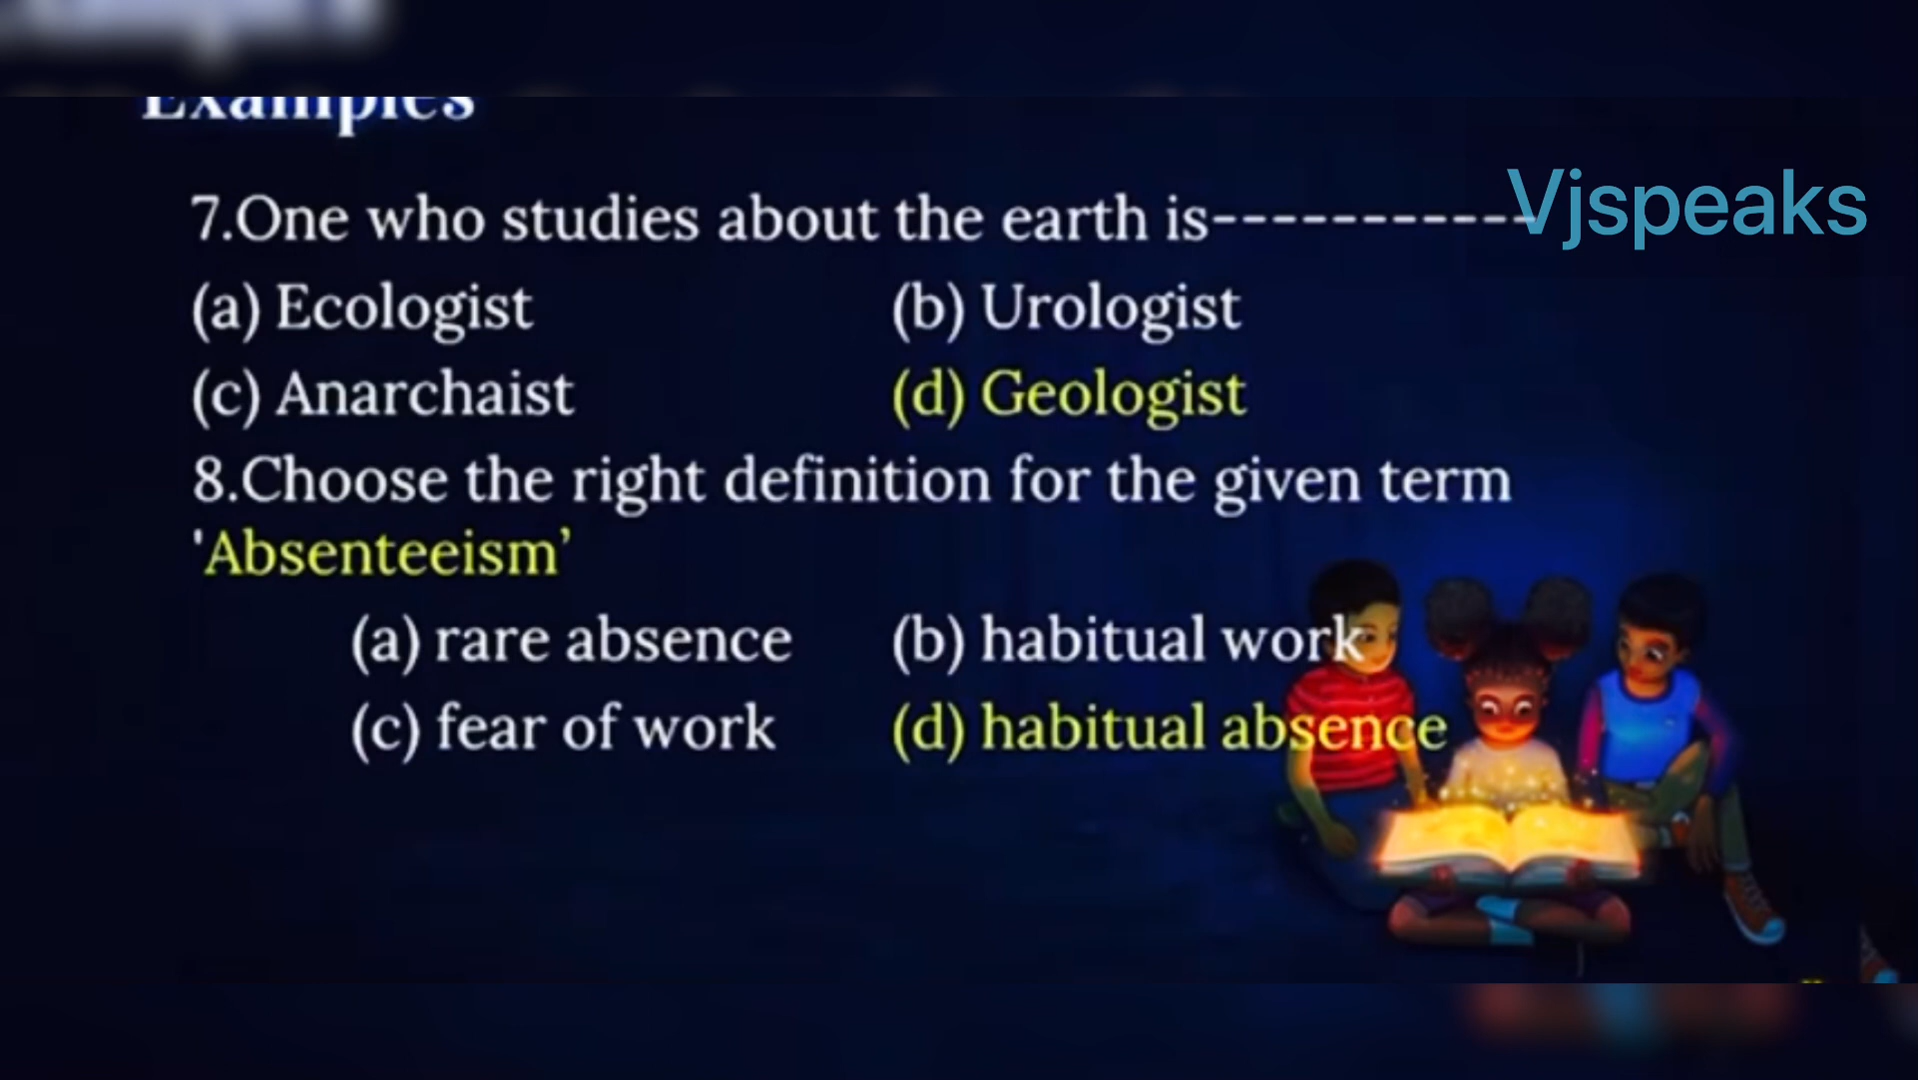 Examples
Vjspeaks
7.One who studies about the earth is-----------
(a) Ecologist (b) Urologist
(c) Anarchaist (d) Geologist
8.Choose the right definition for the given term
'Absenteeism’
(a) rare absence (b) habitual work
(c) fear of work (d) habitual absence